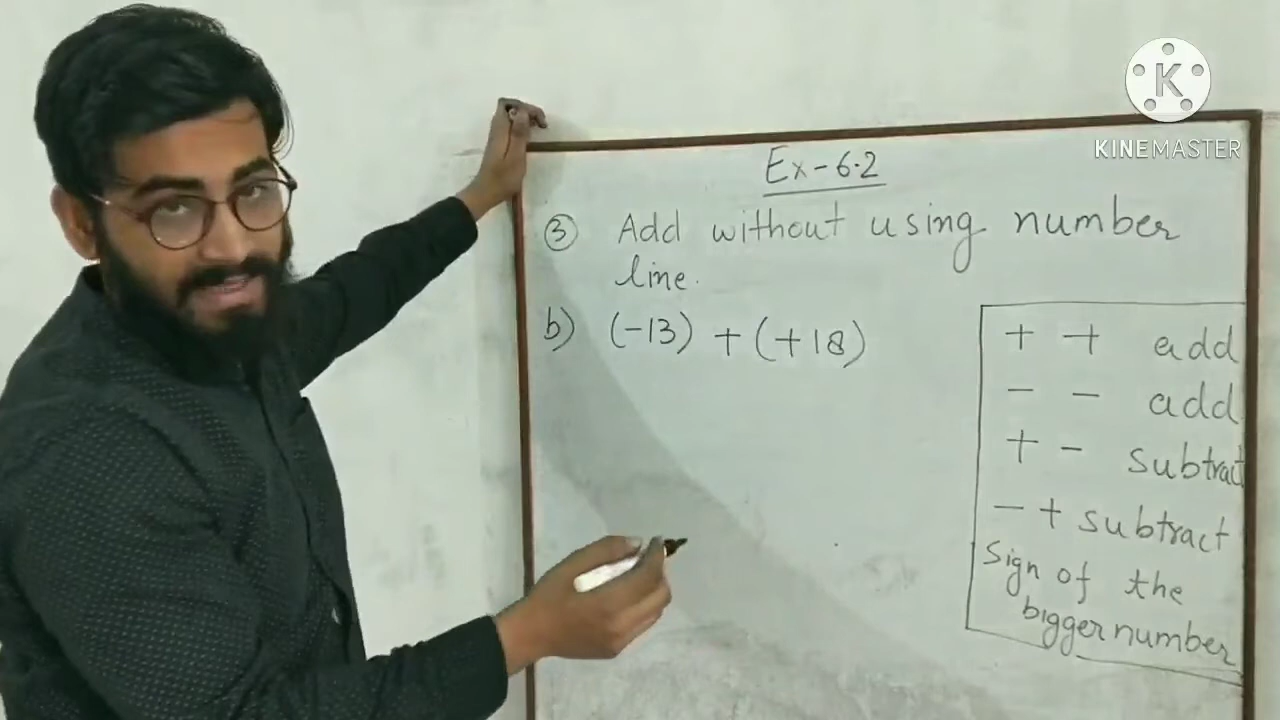 K
KINEMASTER
Ex-6.2
③ Add without using number
line.
b) (-13) + (+18)
+ + add
- - add
+ - subtract
- + subtract
Sign of the
bigger number